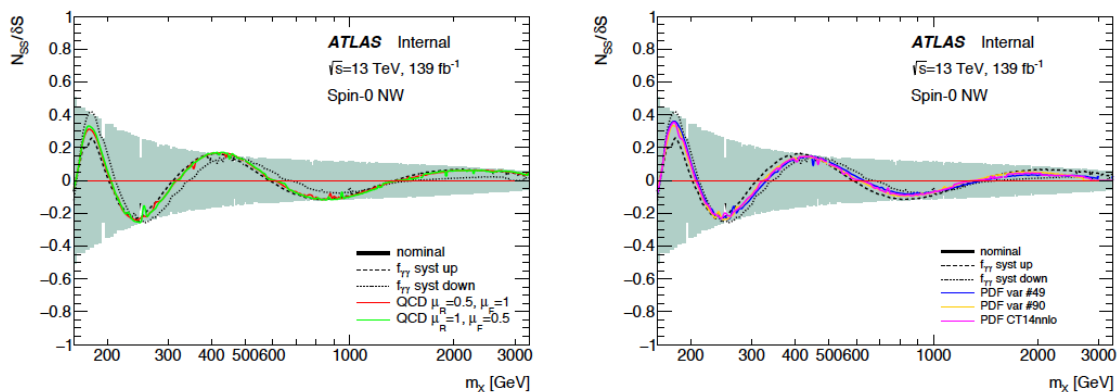 N_SS/δS
1
0.8
0.6
0.4
0.2
0
−0.2
−0.4
−0.6
−0.8
−1
ATLAS Internal
√s=13 TeV, 139 fb⁻¹
Spin-0 NW
nominal
f_γγ syst up
f_γγ syst down
QCD μ_R=0.5, μ_F=1
QCD μ_R=1, μ_F=0.5
200 300 400 500600 1000 2000 3000
m_X [GeV]
N_SS/δS
1
0.8
0.6
0.4
0.2
0
−0.2
−0.4
−0.6
−0.8
−1
ATLAS Internal
√s=13 TeV, 139 fb⁻¹
Spin-0 NW
nominal
f_γγ syst up
f_γγ syst down
PDF var #49
PDF var #90
PDF CT14nnlo
200 300 400 500600 1000 2000 3000
m_X [GeV]